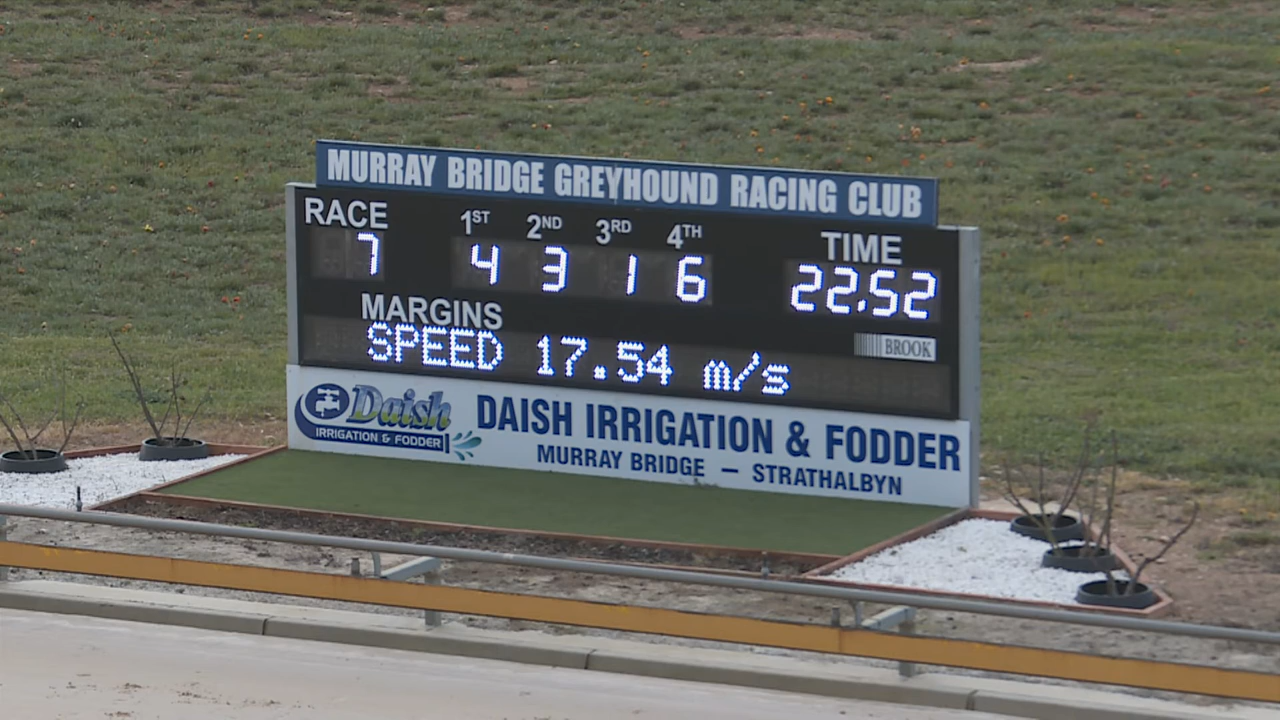 MURRAY BRIDGE GREYHOUND RACING CLUB
RACE 1ST 2ND 3RD 4TH TIME
7 4 3 1 6 22.52
MARGINS
SPEED 17.54 m/s
BROOK
Daish
IRRIGATION & FODDER
DAISH IRRIGATION & FODDER
MURRAY BRIDGE – STRATHALBYN